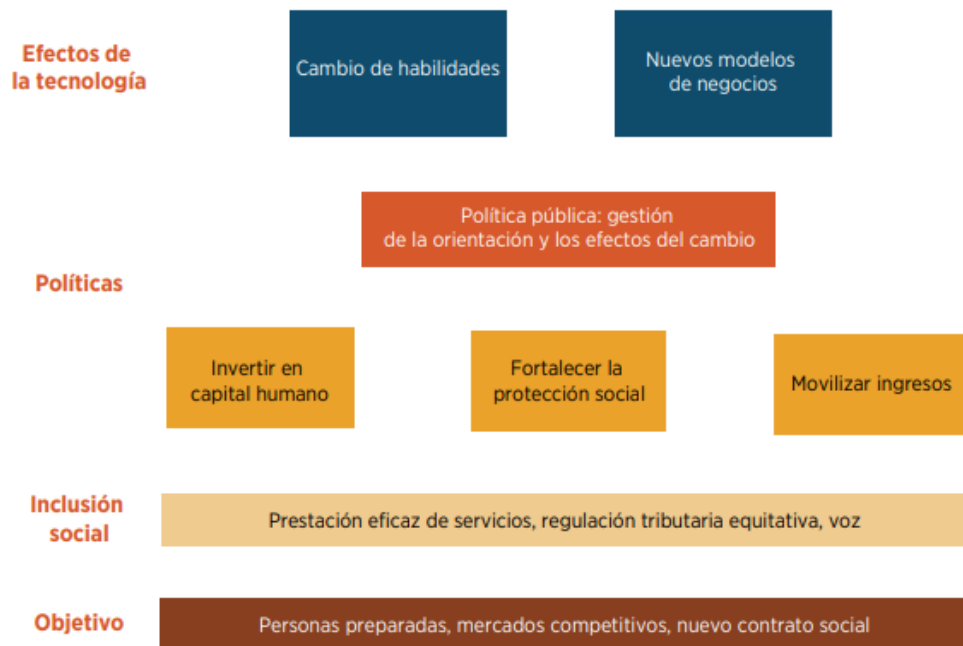 Efectos de
la tecnología
Cambio de habilidades
Nuevos modelos
de negocios
Política pública: gestión
de la orientación y los efectos del cambio
Políticas
Invertir en
capital humano
Fortalecer la
protección social
Movilizar ingresos
Inclusión
social
Prestación eficaz de servicios, regulación tributaria equitativa, voz
Objetivo
Personas preparadas, mercados competitivos, nuevo contrato social